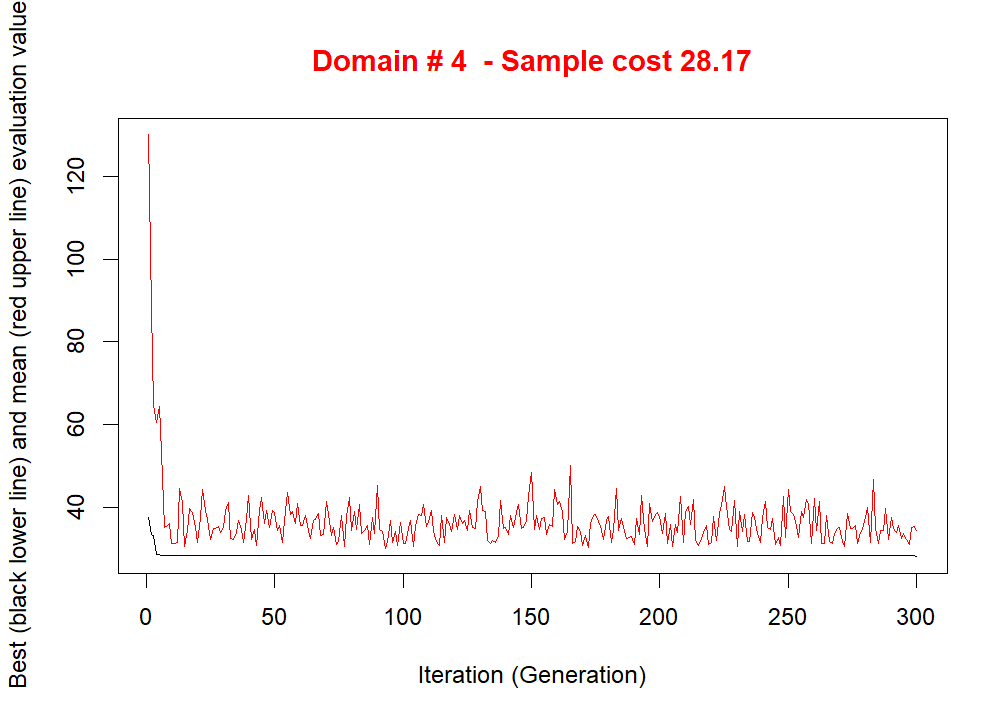 Domain # 4 - Sample cost 28.17
Best (black lower line) and mean (red upper line) evaluation value
120
100
80
60
40
0 50 100 150 200 250 300
Iteration (Generation)